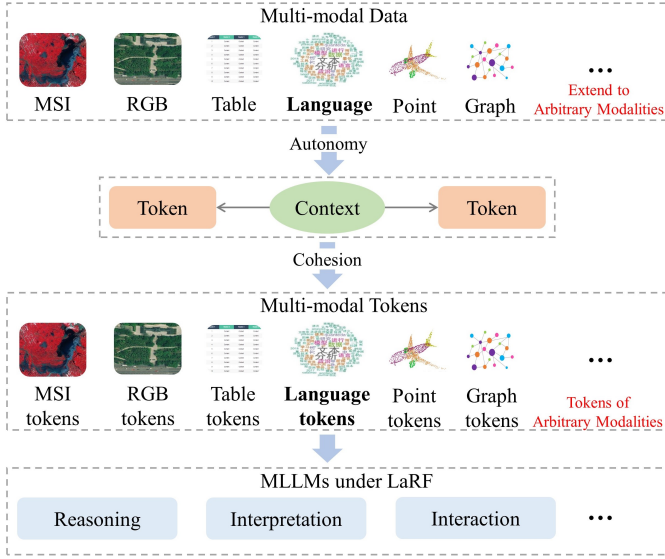 Multi-modal Data
MSI RGB Table Language Point Graph
...
Extend to
Arbitrary Modalities
Autonomy
Token Context Token
Cohesion
Multi-modal Tokens
...
MSI RGB Table Language Point Graph
tokens tokens tokens tokens tokens tokens
Tokens of
Arbitrary Modalities
MLLMs under LaRF
Reasoning Interpretation Interaction ...